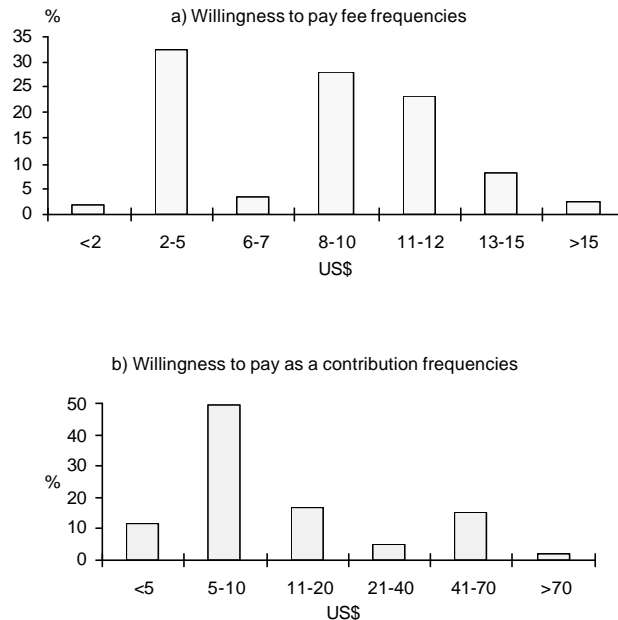 %
a) Willingness to pay fee frequencies
35
30
25
20
15
10
5
0
<2 2-5 6-7 8-10 11-12 13-15 >15
US$
b) Willingness to pay as a contribution frequencies
50
40
30
%
20
10
0
<5 5-10 11-20 21-40 41-70 >70
US$